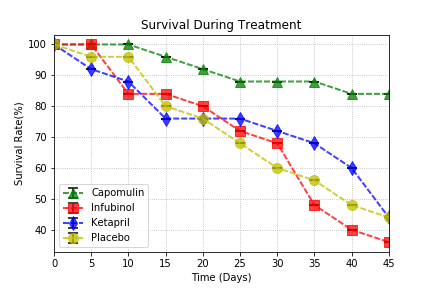 Survival During Treatment
Survival Rate(%)
100
90
80
70
60
50
40
Capomulin
Infubinol
Ketapril
Placebo
0 5 10 15 20 25 30 35 40 45
Time (Days)